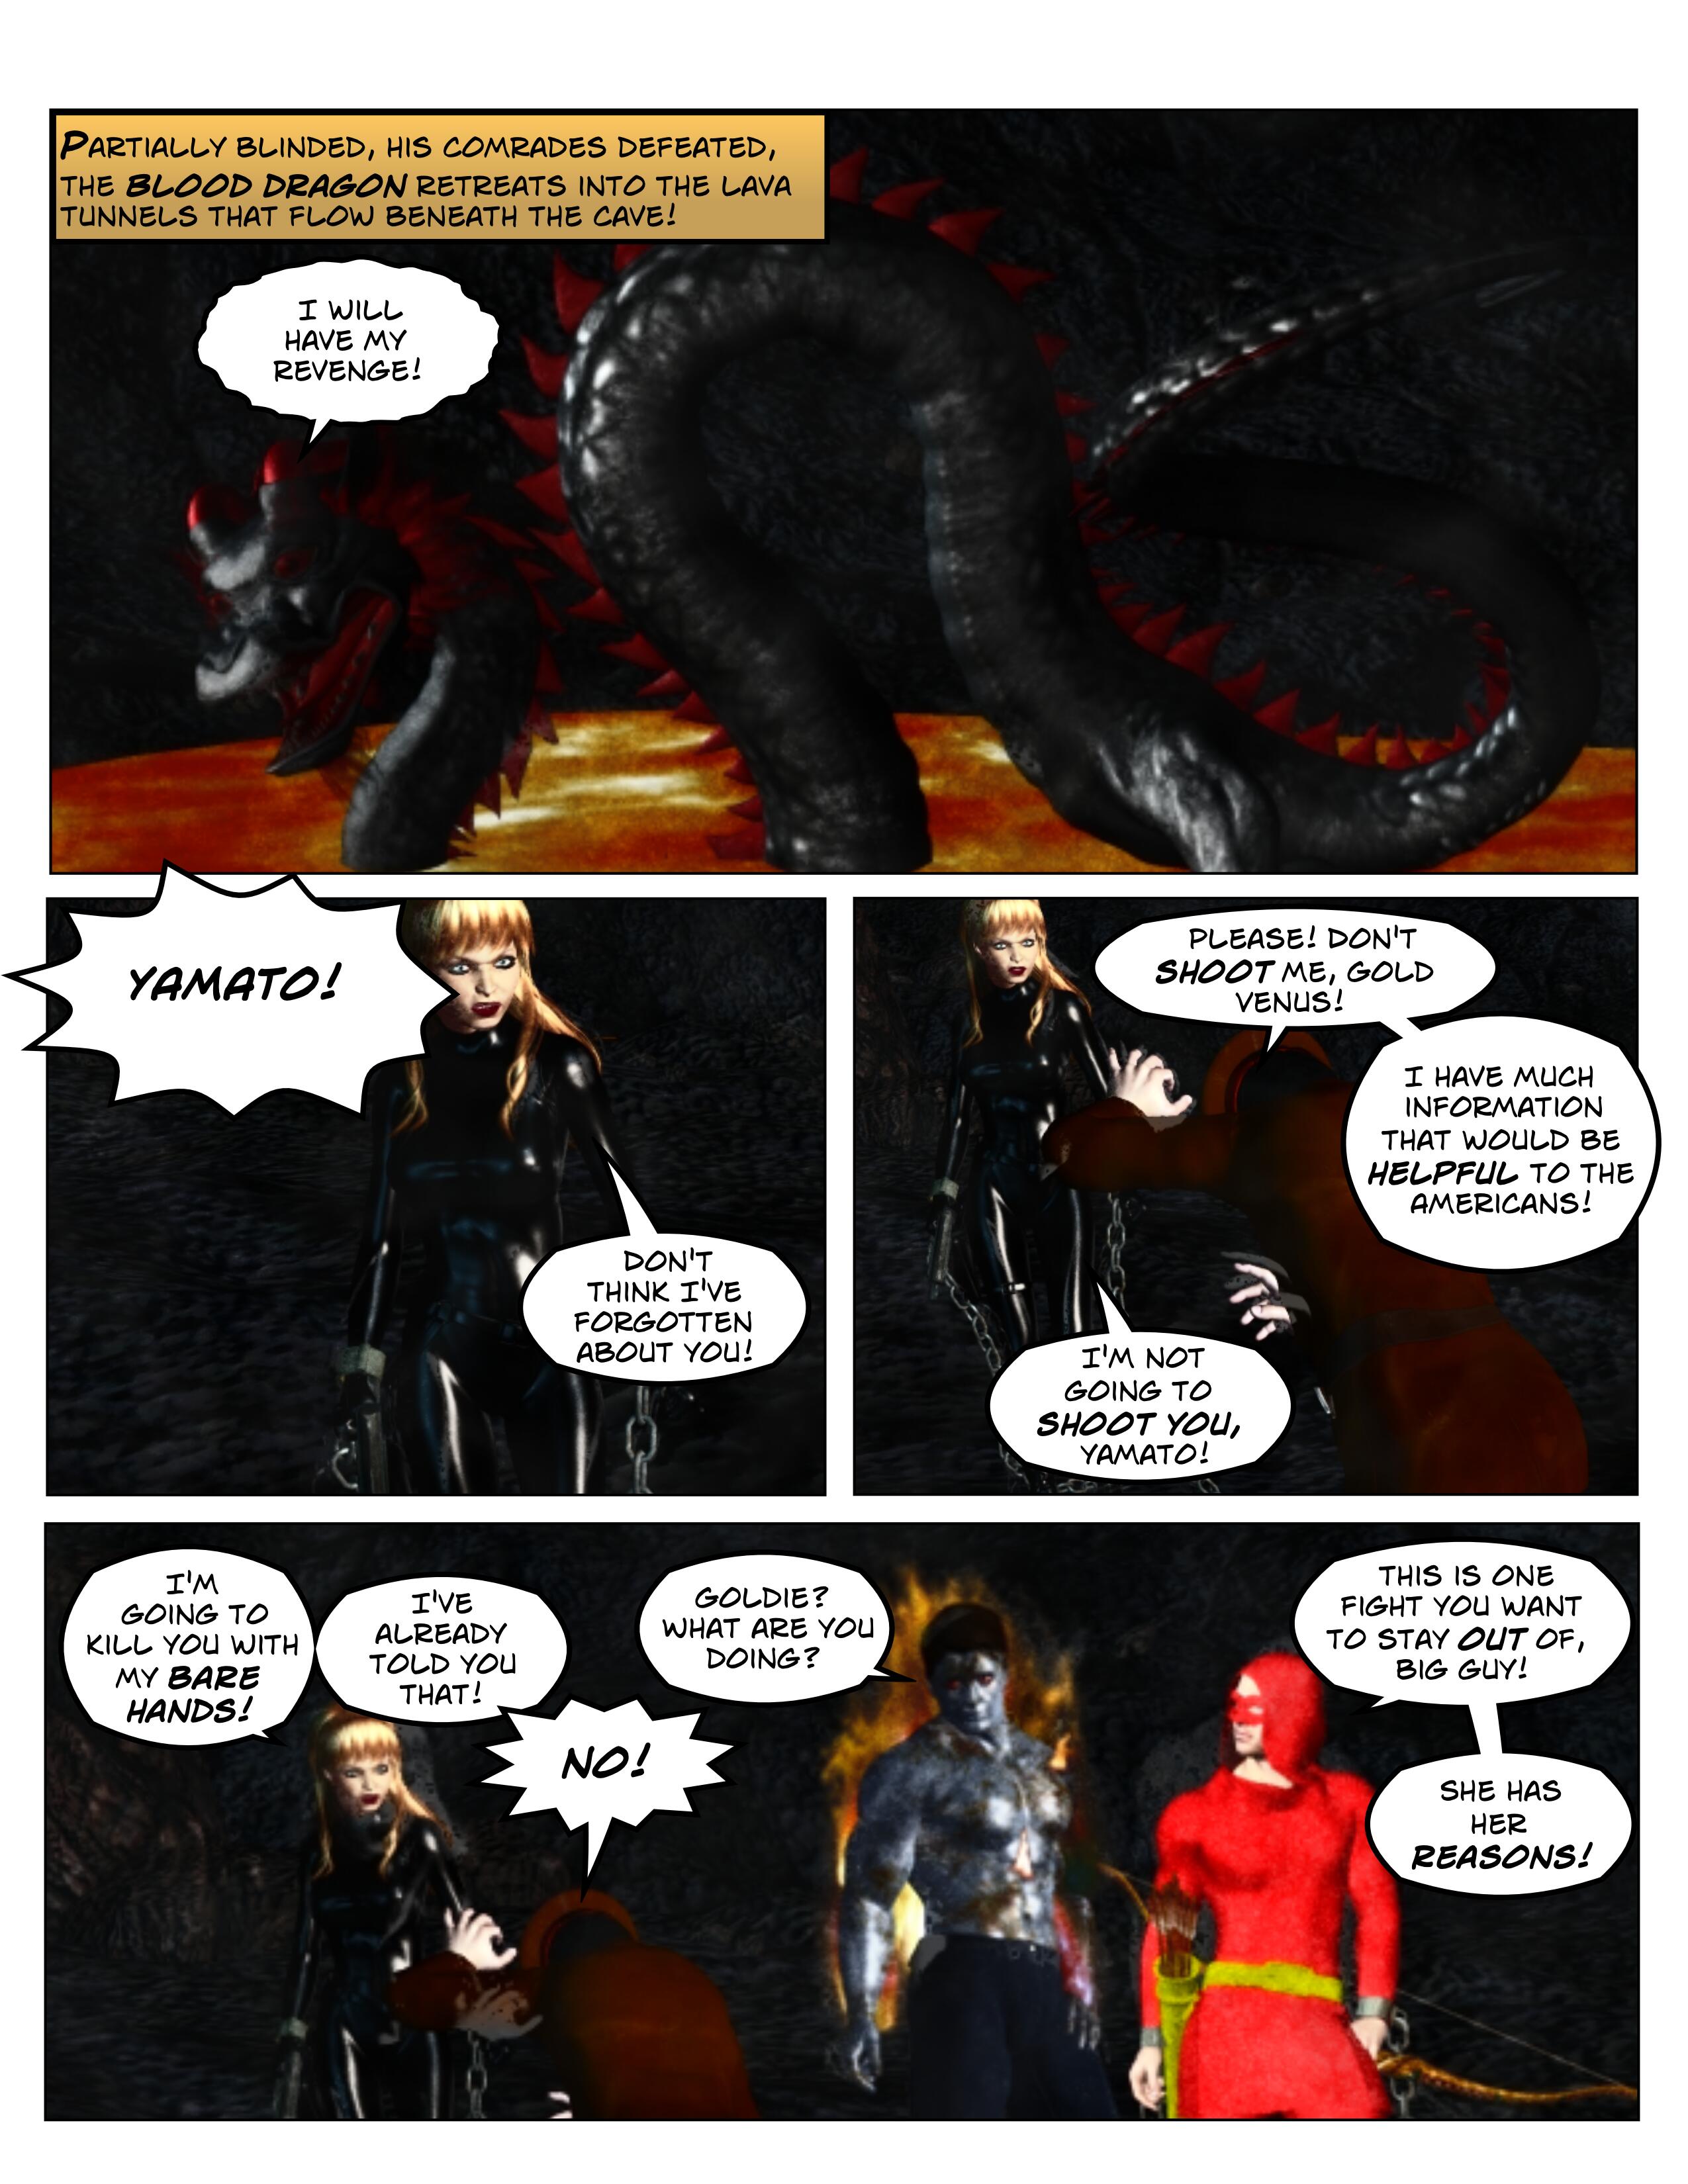 PARTIALLY BLINDED, HIS COMRADES DEFEATED,
THE BLOOD DRAGON RETREATS INTO THE LAVA
TUNNELS THAT FLOW BENEATH THE CAVE!
I WILL
HAVE MY
REVENGE!
YAMATO!
DON'T
THINK I'VE
FORGOTTEN
ABOUT YOU!
PLEASE! DON'T
SHOOT ME, GOLD
VENUS!
I HAVE MUCH
INFORMATION
THAT WOULD BE
HELPFUL TO THE
AMERICANS!
I'M NOT
GOING TO
SHOOT YOU,
YAMATO!
I'M
GOING TO
KILL YOU WITH
MY BARE
HANDS!
I'VE
ALREADY
TOLD YOU
THAT!
NO!
GOLDIE?
WHAT ARE YOU
DOING?
THIS IS ONE
FIGHT YOU WANT
TO STAY OUT OF,
BIG GUY!
SHE HAS
HER
REASONS!